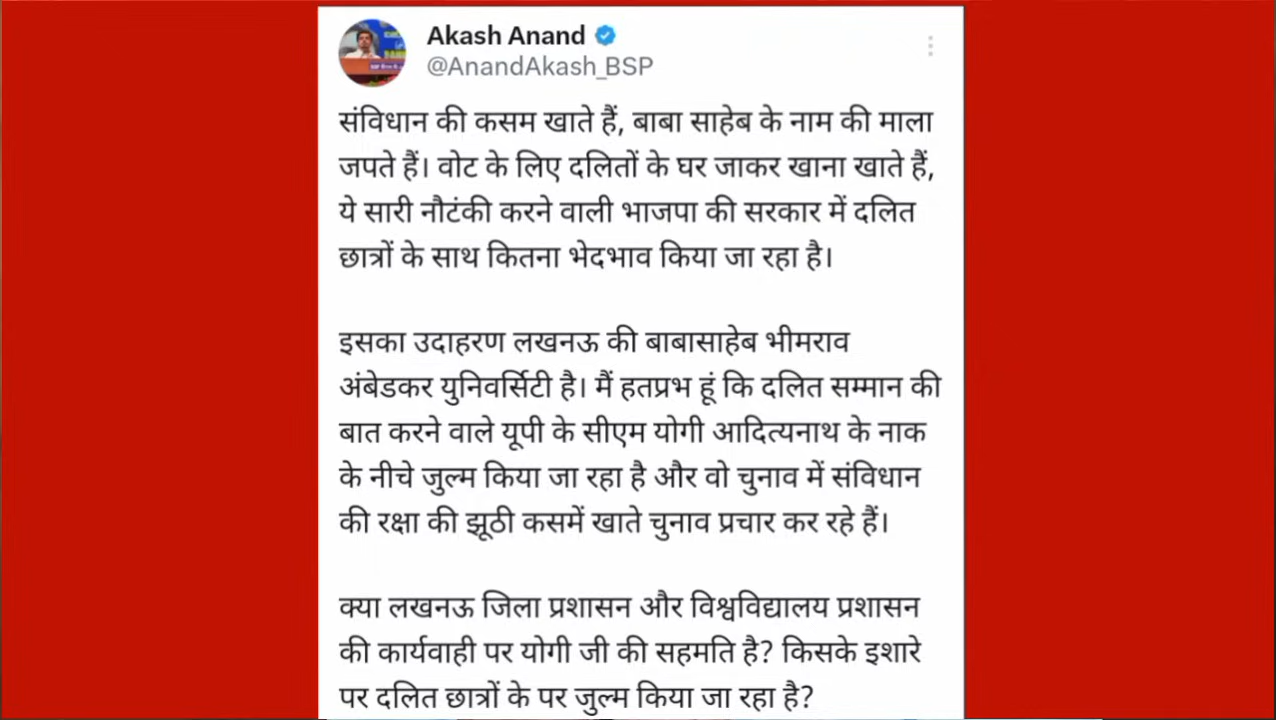 Akash Anand
@AnandAkash_BSP
संविधान की कसम खाते हैं, बाबा साहेब के नाम की माला
जपते हैं। वोट के लिए दलितों के घर जाकर खाना खाते हैं,
ये सारी नौटंकी करने वाली भाजपा की सरकार में दलित
छात्रों के साथ कितना भेदभाव किया जा रहा है।
इसका उदाहरण लखनऊ की बाबासाहेब भीमराव
अंबेडकर युनिवर्सिटी है। मैं हतप्रभ हूं कि दलित सम्मान की
बात करने वाले यूपी के सीएम योगी आदित्यनाथ के नाक
के नीचे जुल्म किया जा रहा है और वो चुनाव में संविधान
की रक्षा की झूठी कसमें खाते चुनाव प्रचार कर रहे हैं।
क्या लखनऊ जिला प्रशासन और विश्वविद्यालय प्रशासन
की कार्यवाही पर योगी जी की सहमति है? किसके इशारे
पर दलित छात्रों के पर जुल्म किया जा रहा है?